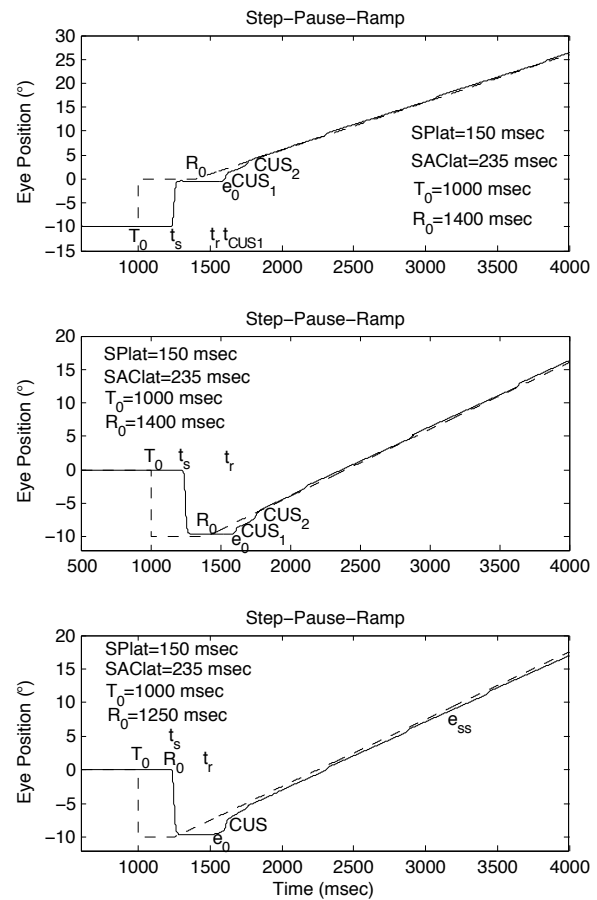 Step−Pause−Ramp
30
25
20
15
10
5
0
−5
−10
−15
Eye Position (°)
R0
CUS2
e0 CUS1
T0 ts tr tCUS1
SPlat=150 msec
SAClat=235 msec
T0=1000 msec
R0=1400 msec
1000 1500 2000 2500 3000 3500 4000
Step−Pause−Ramp
20
15
10
5
0
−5
−10
Eye Position (°)
SPlat=150 msec
SAClat=235 msec
T0=1000 msec
R0=1400 msec
T0 ts tr
R0 CUS2
e0 CUS1
500 1000 1500 2000 2500 3000 3500 4000
Step−Pause−Ramp
20
15
10
5
0
−5
−10
Eye Position (°)
SPlat=150 msec
SAClat=235 msec
T0=1000 msec
R0=1250 msec
ts
T0 R0 tr
ess
CUS
e0
1000 1500 2000 2500 3000 3500 4000
Time (msec)